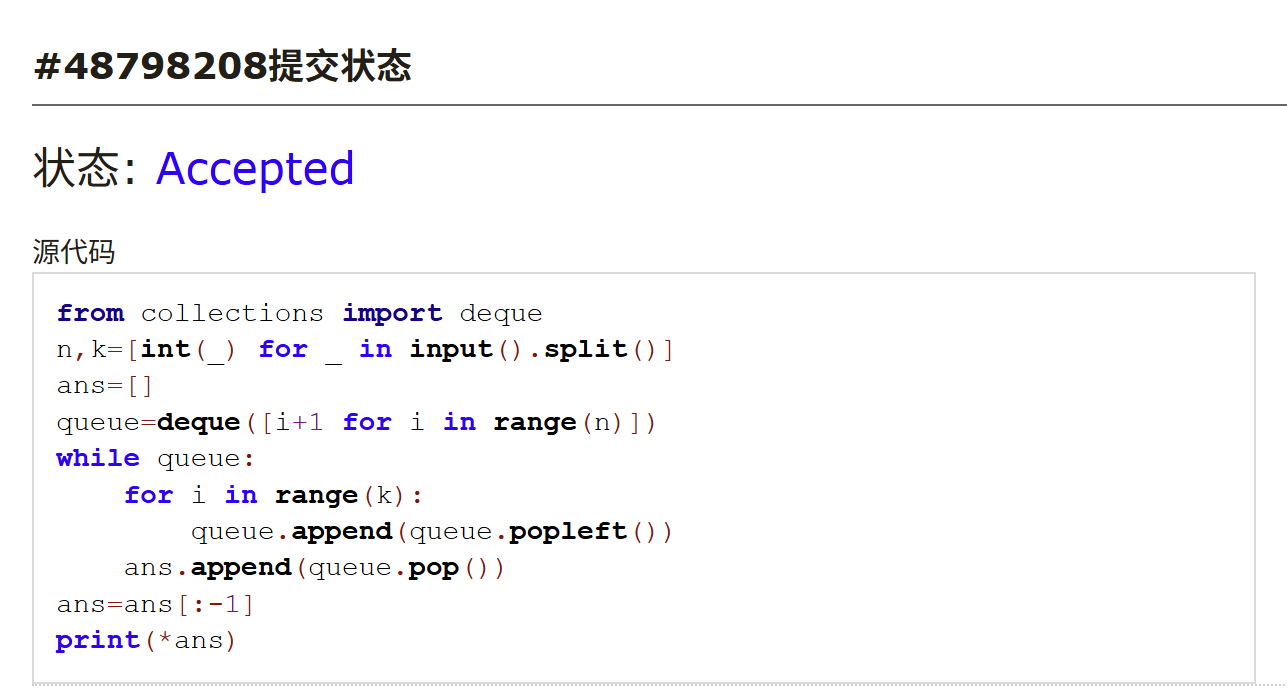 #48798208提交状态
状态: Accepted
源代码
from collections import deque
n,k=[int(_) for _ in input().split()]
ans=[]
queue=deque([i+1 for i in range(n)])
while queue:
    for i in range(k):
        queue.append(queue.popleft())
    ans.append(queue.pop())
ans=ans[:-1]
print(*ans)